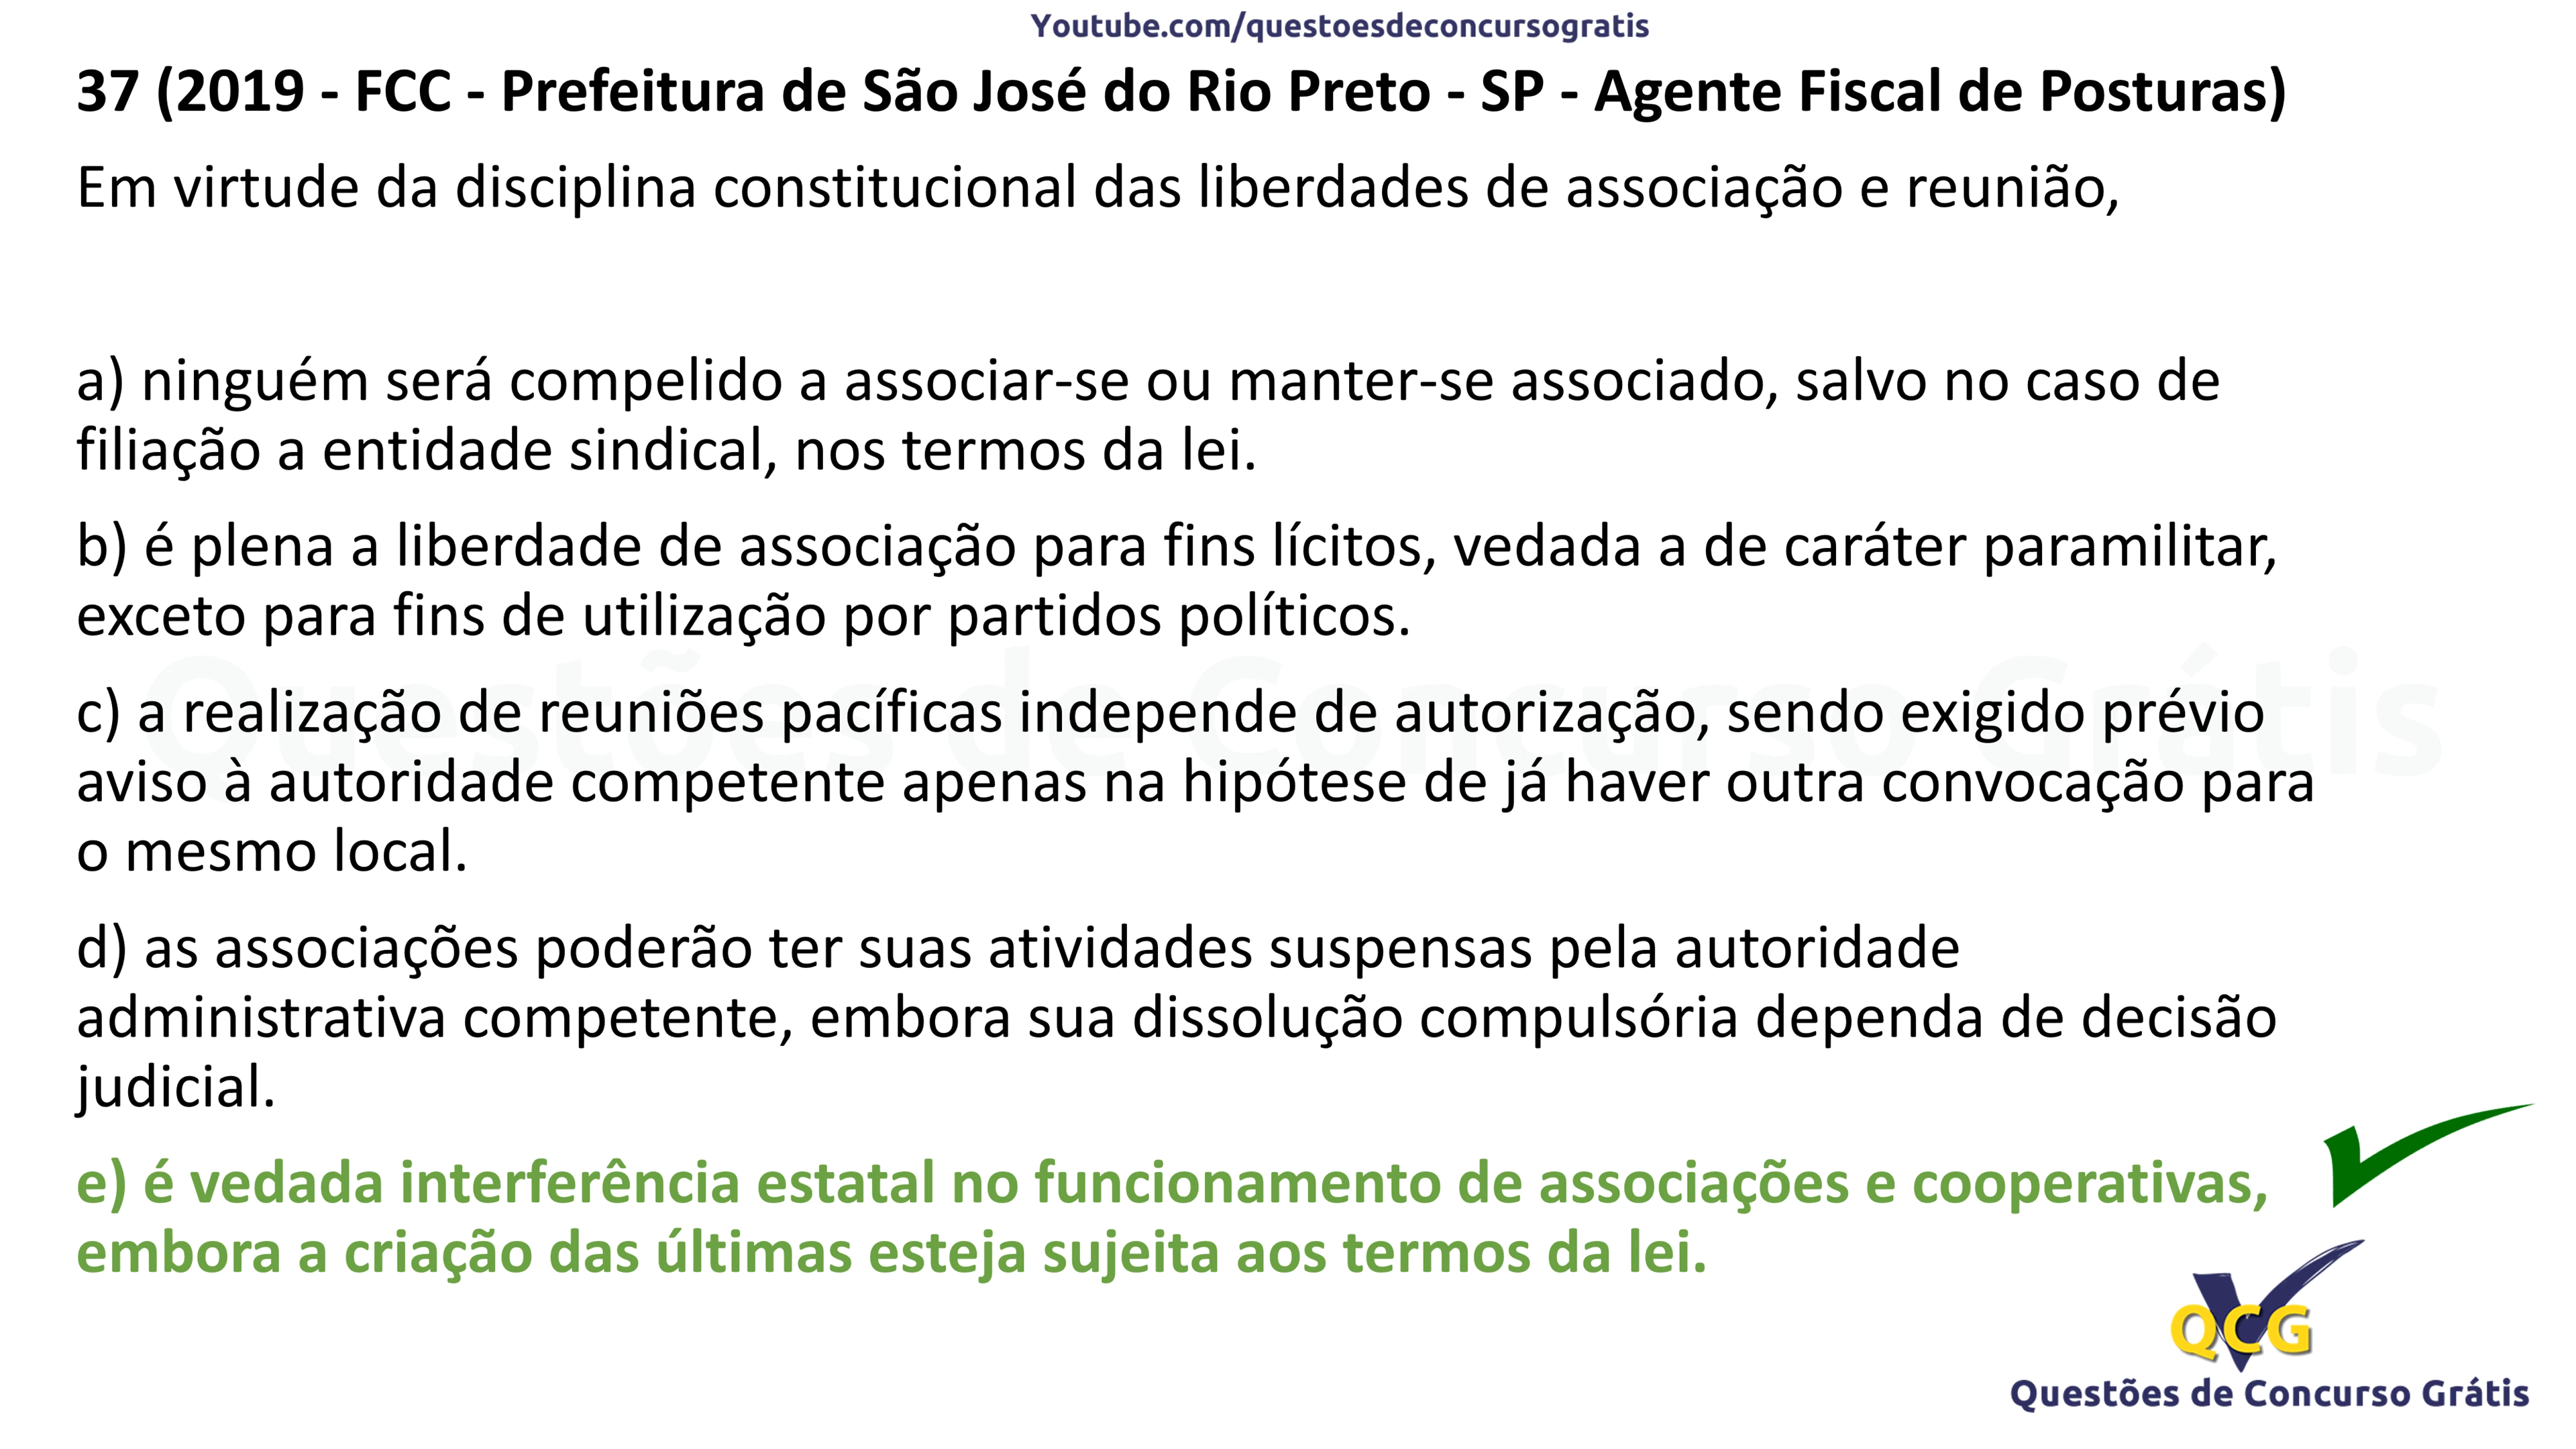 Youtube.com/questoesdeconcursogratis
37 (2019 - FCC - Prefeitura de São José do Rio Preto - SP - Agente Fiscal de Posturas)
Em virtude da disciplina constitucional das liberdades de associação e reunião,
a) ninguém será compelido a associar-se ou manter-se associado, salvo no caso de
filiação a entidade sindical, nos termos da lei.
b) é plena a liberdade de associação para fins lícitos, vedada a de caráter paramilitar,
exceto para fins de utilização por partidos políticos.
Questões de Concurso Grátis
c) a realização de reuniões pacíficas independe de autorização, sendo exigido prévio
aviso à autoridade competente apenas na hipótese de já haver outra convocação para
o mesmo local.
d) as associações poderão ter suas atividades suspensas pela autoridade
administrativa competente, embora sua dissolução compulsória dependa de decisão
judicial.
e) é vedada interferência estatal no funcionamento de associações e cooperativas,
embora a criação das últimas esteja sujeita aos termos da lei.
QCG
Questões de Concurso Grátis